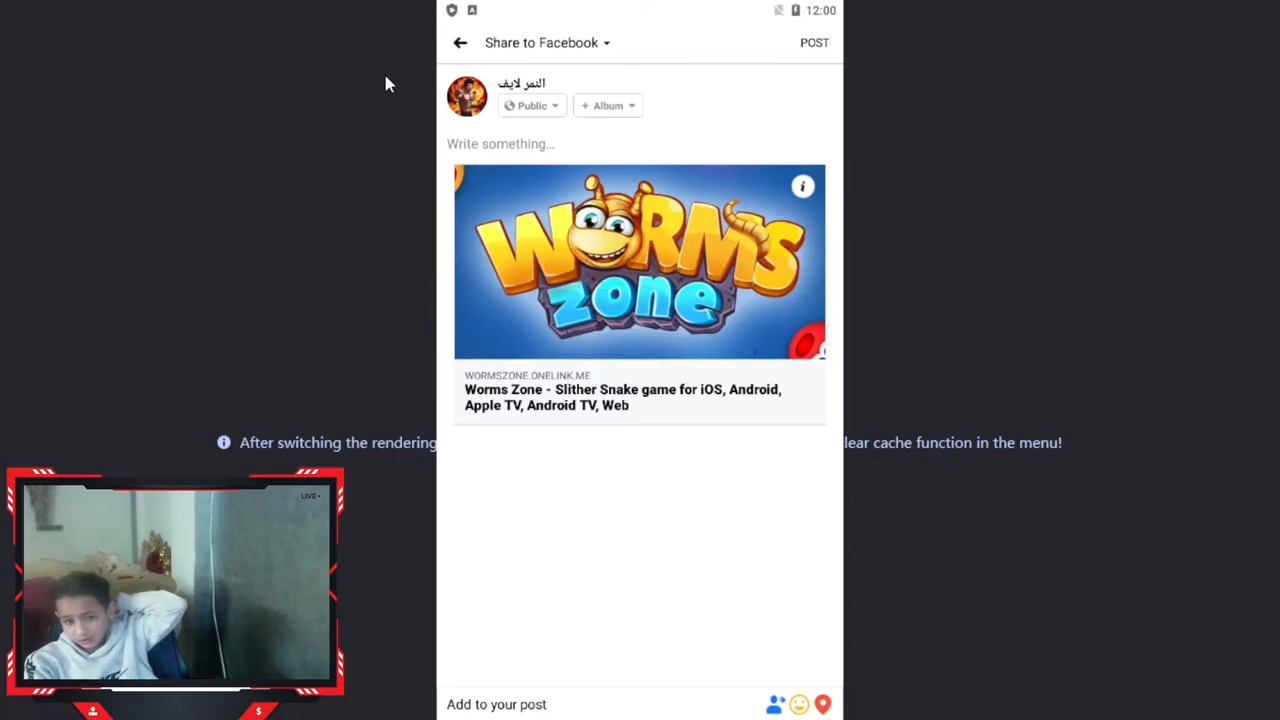 12:00
Share to Facebook
POST
النمر لايف
Public
+ Album
Write something...
WORMS
zone
WORMSZONE.ONELINK.ME
Worms Zone - Slither Snake game for iOS, Android,
Apple TV, Android TV, Web
After switching the rendering
lear cache function in the menu!
LIVE
Add to your post